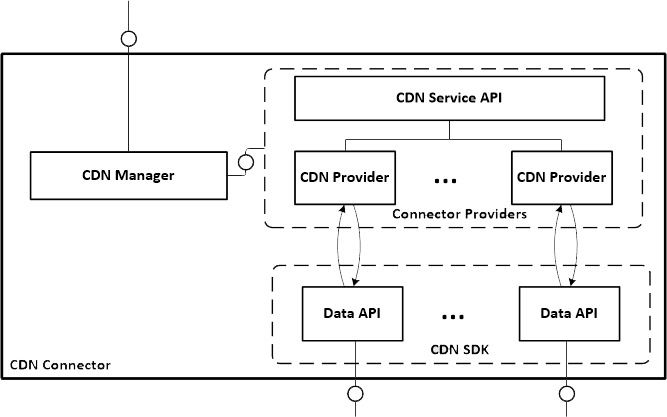 CDN Service API
CDN Manager
CDN Provider
...
CDN Provider
Connector Providers
Data API
...
Data API
CDN SDK
CDN Connector